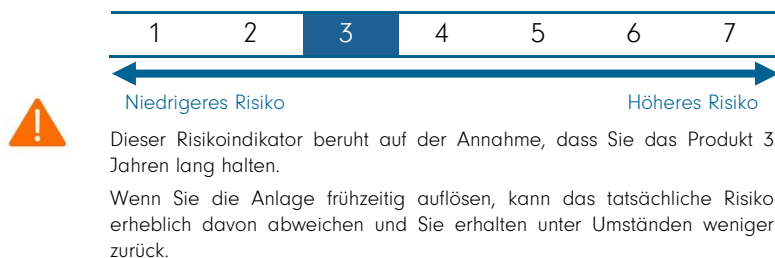 1 2 3 4 5 6 7
Niedrigeres Risiko Höheres Risiko
Dieser Risikoindikator beruht auf der Annahme, dass Sie das Produkt 3
Jahren lang halten.
Wenn Sie die Anlage frühzeitig auflösen, kann das tatsächliche Risiko
erheblich davon abweichen und Sie erhalten unter Umständen weniger
zurück.